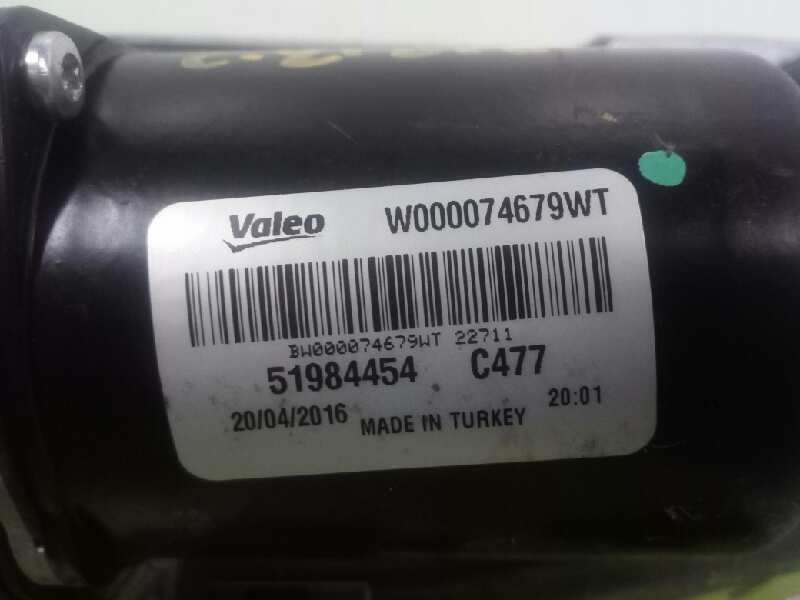 Valeo W000074679WT
BW000074679WT 22711
51984454 C477
20/04/2016 MADE IN TURKEY 20:01